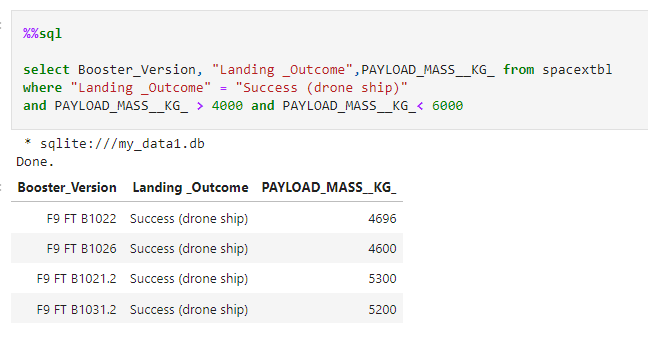 %%sql
select Booster_Version, "Landing _Outcome",PAYLOAD_MASS__KG_ from spacextbl
where "Landing _Outcome" = "Success (drone ship)"
and PAYLOAD_MASS__KG_ > 4000 and PAYLOAD_MASS__KG_< 6000
* sqlite:///my_data1.db
Done.
Booster_Version Landing _Outcome PAYLOAD_MASS__KG_
F9 FT B1022 Success (drone ship) 4696
F9 FT B1026 Success (drone ship) 4600
F9 FT B1021.2 Success (drone ship) 5300
F9 FT B1031.2 Success (drone ship) 5200